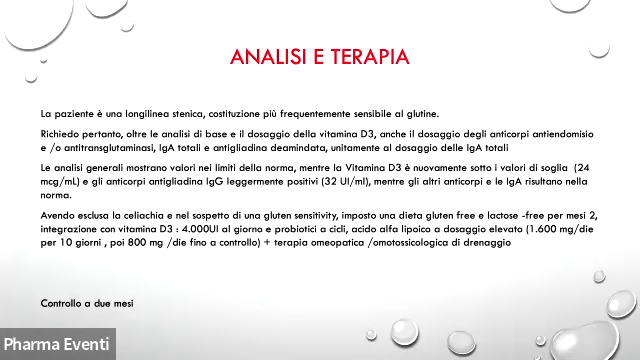 ANALISI E TERAPIA
La paziente è una longilinea stenica, costituzione più frequentemente sensibile al glutine.
Richiedo pertanto, oltre le analisi di base e il dosaggio della vitamina D3, anche il dosaggio degli anticorpi antiendomisio
e /o antitransglutaminasi, IgA totali e antigliadina deamindata, unitamente al dosaggio delle IgA totali
Le analisi generali mostrano valori nei limiti della norma, mentre la Vitamina D3 è nuovamente sotto i valori di soglia (24
mcg/mL) e gli anticorpi antigliadina IgG leggermente positivi (32 UI/ml), mentre gli altri anticorpi e le IgA risultano nella
norma.
Avendo esclusa la celiachia e nel sospetto di una gluten sensitivity, imposto una dieta gluten free e lactose -free per mesi 2,
integrazione con vitamina D3 : 4.000UI al giorno e probiotici a cicli, acido alfa lipoico a dosaggio elevato (1.600 mg/die
per 10 giorni , poi 800 mg /die fino a controllo) + terapia omeopatica /omotossicologica di drenaggio
Controllo a due mesi
Pharma Eventi